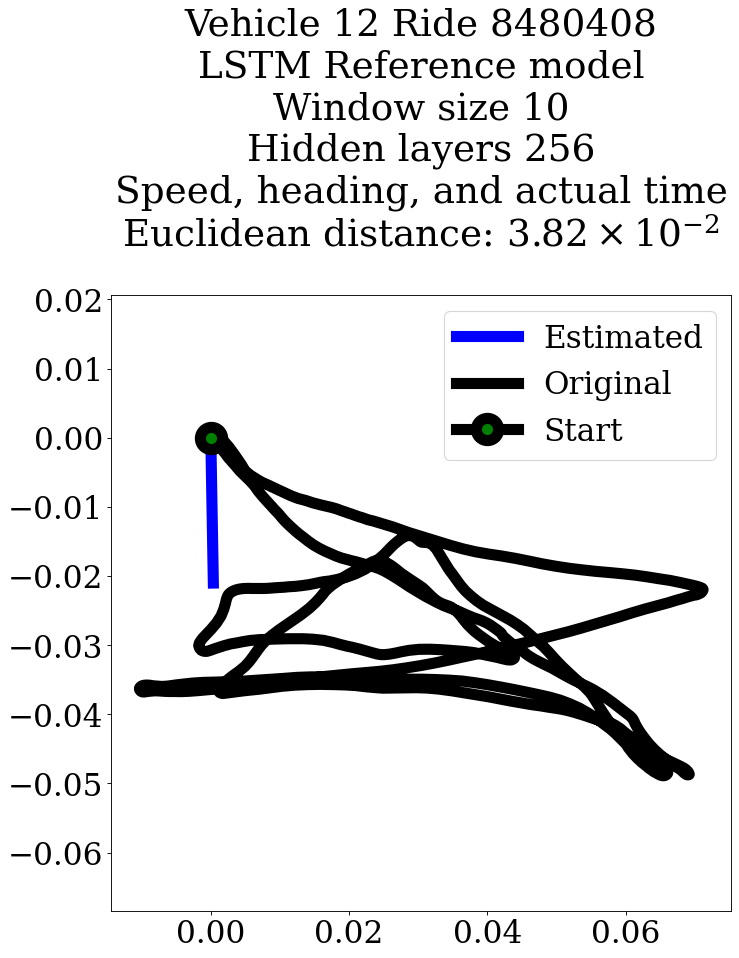 Vehicle 12 Ride 8480408
LSTM Reference model
Window size 10
Hidden layers 256
Speed, heading, and actual time
Euclidean distance: 3.82 × 10⁻²
Estimated
Original
Start
0.02
0.01
0.00
−0.01
−0.02
−0.03
−0.04
−0.05
−0.06
0.00 0.02 0.04 0.06